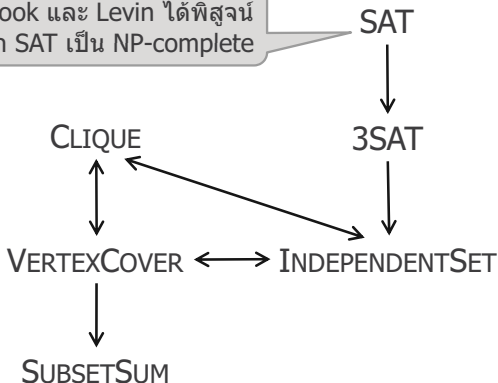 ook และ Levin ได้พิสูจน์
SAT เป็น NP-complete
SAT
CLIQUE
3SAT
VERTEXCOVER
INDEPENDENTSET
SUBSETSUM